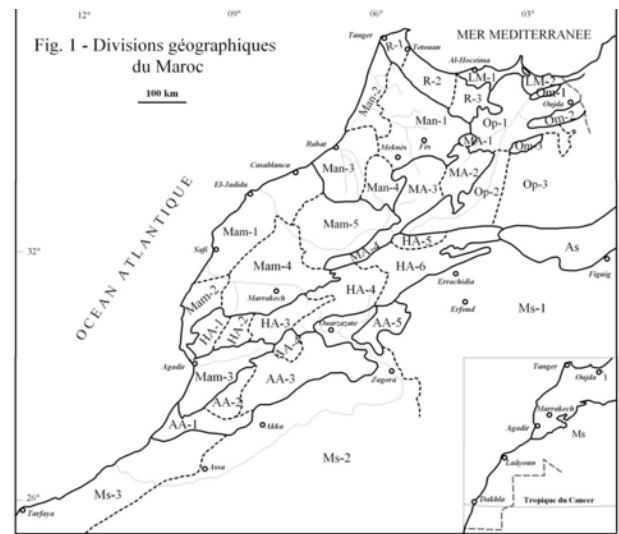 12° 09° 06° 03°
MER MEDITERRANEE
Fig. 1 - Divisions géographiques
du Maroc
100 km
Tanger
R-1
Tetouan
Al-Hoceima
R-2
LM-1
Man-2
R-3
Om-1
Oujda
Man-1
Op-1
Om-2
MA-1
Om-3
Rabat
Meknès
Fès
Casablanca
Man-3
MA-2
Man-4
MA-3
Op-2
Op-3
El-Jadida
OCEAN ATLANTIQUE
Mam-1
Mam-5
Safi
32°
MA-4
HA-5
As
Mam-4
HA-6
Figuig
Mam-2
Marrakech
HA-4
Errachidia
Erfoud
Ms-1
HA-1
HA-2
HA-3
Ouarzazate
AA-5
Agadir
Mam-3
AA-3
Zagora
AA-2
AA-1
Akka
Ms-2
Assa
Ms-3
26°
Tarfaya
Tanger
Oujda
Marrakech
Agadir
Ms
Laâyoun
Dakhla
Tropique du Cancer